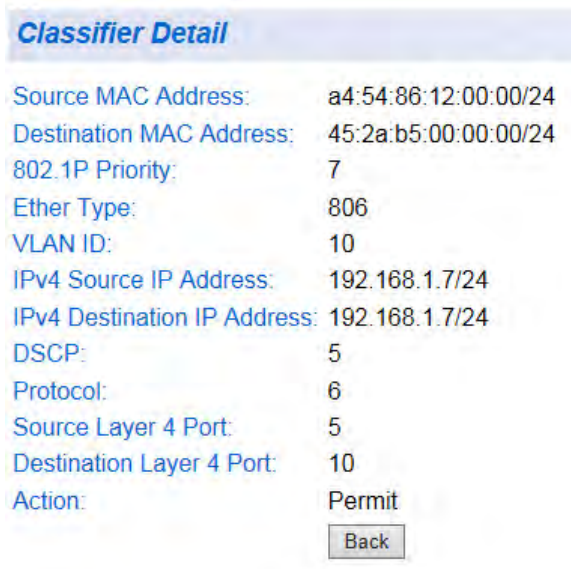 Classifier Detail
Source MAC Address: a4:54:86:12:00:00/24
Destination MAC Address: 45:2a:b5:00:00:00/24
802.1P Priority: 7
Ether Type: 806
VLAN ID: 10
IPv4 Source IP Address: 192.168.1.7/24
IPv4 Destination IP Address: 192.168.1.7/24
DSCP: 5
Protocol: 6
Source Layer 4 Port: 5
Destination Layer 4 Port: 10
Action: Permit
Back